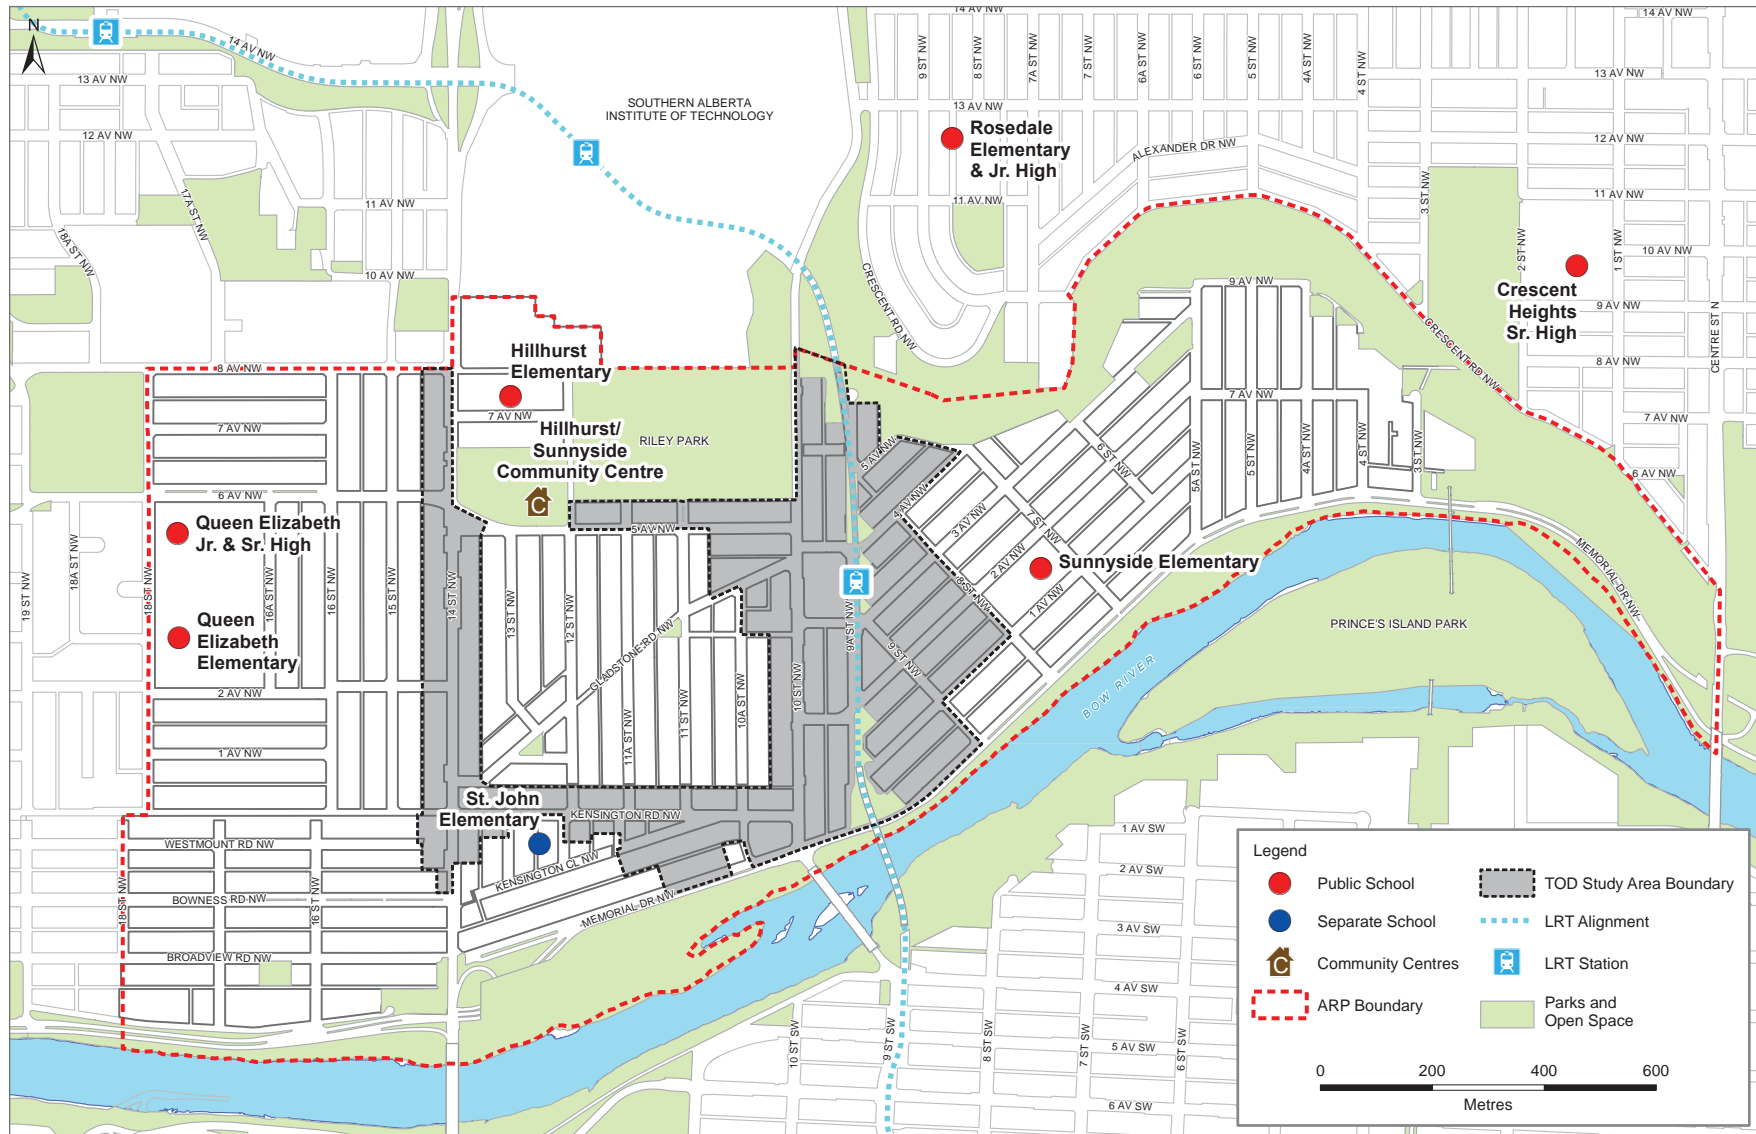 N
14 AV NW
13 AV NW
12 AV NW
11 AV NW
10 AV NW
17A ST NW
18A ST NW
SOUTHERN ALBERTA
INSTITUTE OF TECHNOLOGY
14 AV NW
14 AV NW
9 ST NW
8 ST NW
7A ST NW
7 ST NW
6A ST NW
6 ST NW
5 ST NW
4A ST NW
4 ST NW
13 AV NW
13 AV NW
12 AV NW
11 AV NW
11 AV NW
10 AV NW
9 AV NW
8 AV NW
7 AV NW
6 AV NW
Rosedale
Elementary
& Jr. High
ALEXANDER DR NW
3 ST NW
2 ST NW
1 ST NW
CENTRE ST N
Crescent
Heights
Sr. High
CRESCENT RD NW
CRESCENT RD NW
9 AV NW
7 AV NW
8 AV NW
7 AV NW
6 AV NW
Hillhurst
Elementary
7 AV NW
Hillhurst/
Sunnyside
Community Centre
C
RILEY PARK
5 AV NW
5 AV NW
4 AV NW
3 AV NW
2 AV NW
1 AV NW
6 ST NW
7 ST NW
8 ST NW
9 ST NW
5A ST NW
5 ST NW
4A ST NW
4 ST NW
3 ST NW
Queen Elizabeth
Jr. & Sr. High
Queen
Elizabeth
Elementary
19 ST NW
18A ST NW
18 ST NW
16A ST NW
16 ST NW
15 ST NW
14 ST NW
13 ST NW
12 ST NW
GLADSTONE RD NW
11A ST NW
11 ST NW
10A ST NW
10 ST NW
9A ST NW
Sunnyside Elementary
MEMORIAL DR NW
PRINCE'S ISLAND PARK
BOW RIVER
2 AV NW
1 AV NW
St. John
Elementary
KENSINGTON RD NW
KENSINGTON CL NW
MEMORIAL DR NW
WESTMOUNT RD NW
BOWNESS RD NW
BROADVIEW RD NW
18 ST NW
16 ST NW
1 AV SW
2 AV SW
3 AV SW
4 AV SW
5 AV SW
6 AV SW
10 ST SW
9 ST SW
8 ST SW
7 ST SW
6 ST SW
Legend
Public School
Separate School
C
Community Centres
ARP Boundary
TOD Study Area Boundary
LRT Alignment
LRT Station
Parks and
Open Space
0
200
400
600
Metres